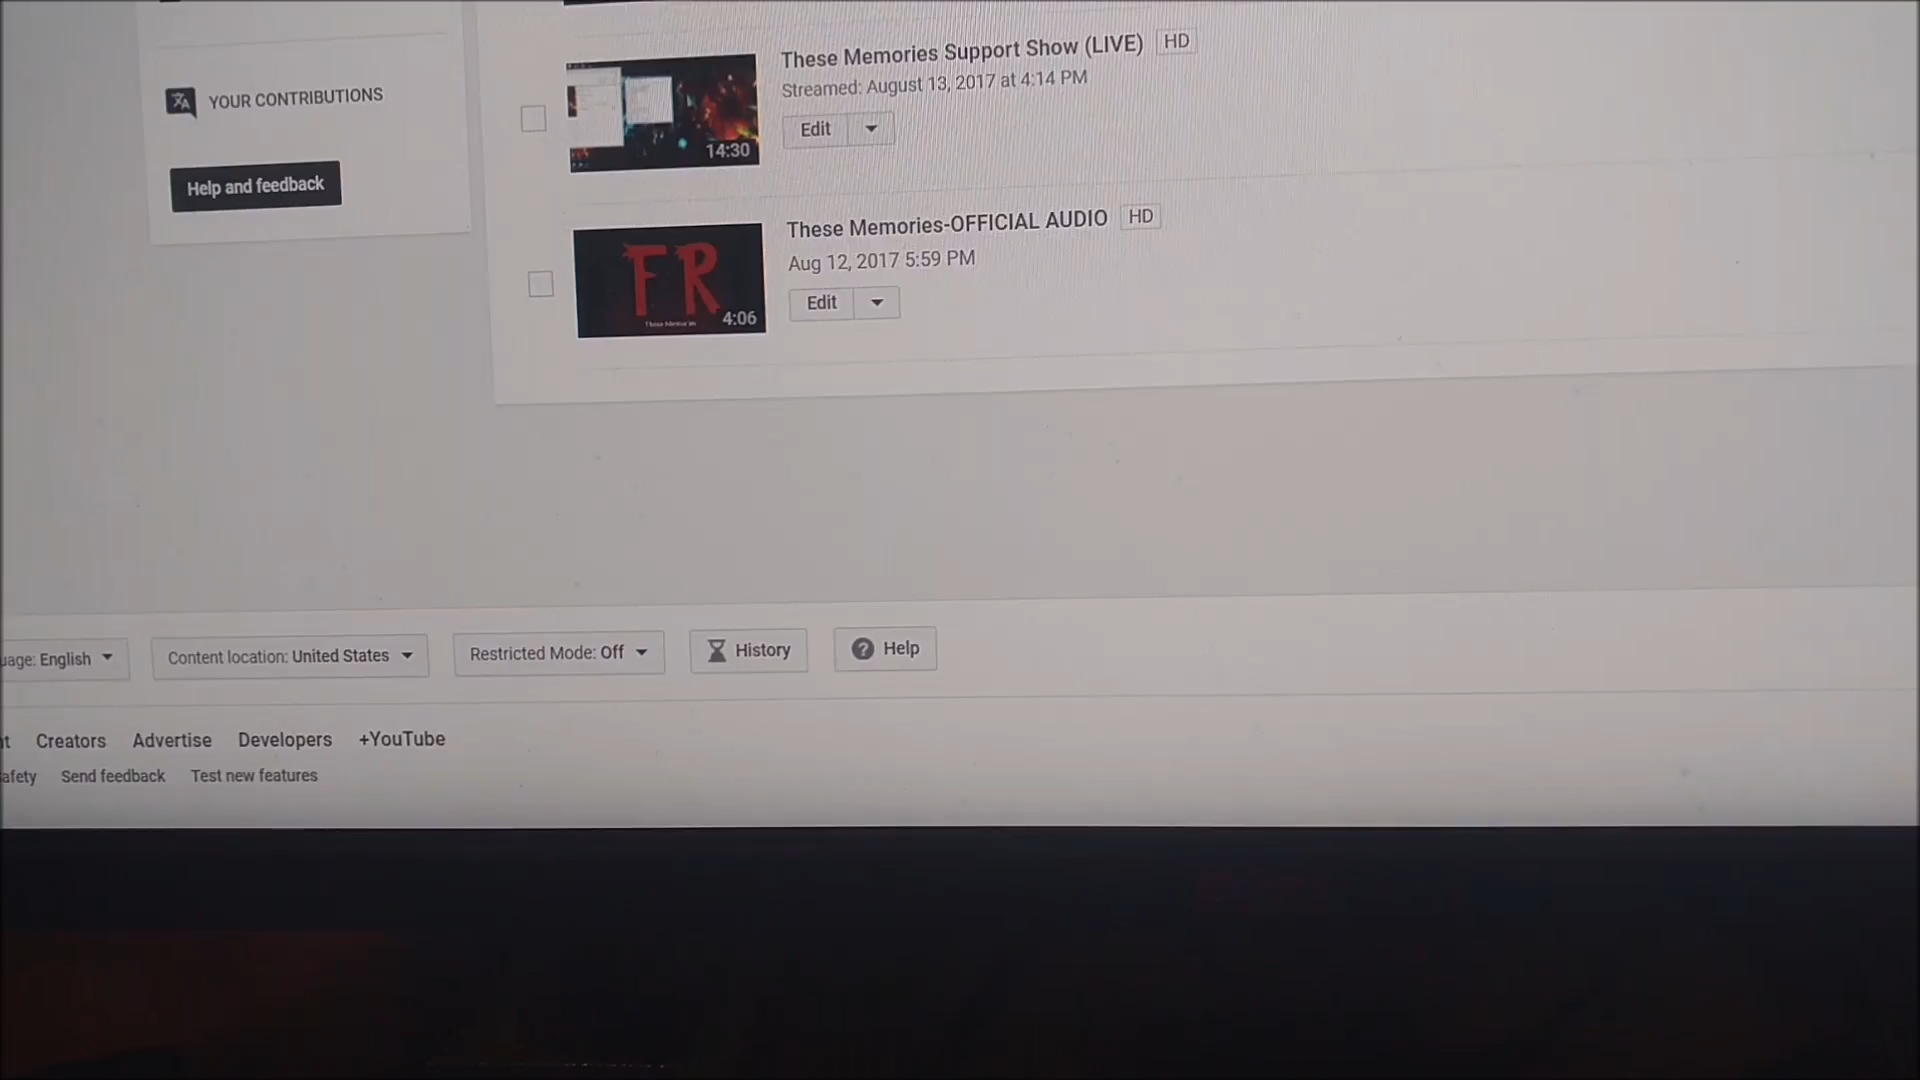 These Memories Support Show (LIVE) HD
Streamed: August 13, 2017 at 4:14 PM
Edit
14:30
YOUR CONTRIBUTIONS
Help and feedback
These Memories-OFFICIAL AUDIO HD
Aug 12, 2017 5:59 PM
Edit
FR
These Memories
4:06
uage: English
Content location: United States
Restricted Mode: Off
History
Help
Creators Advertise Developers +YouTube
afety Send feedback Test new features